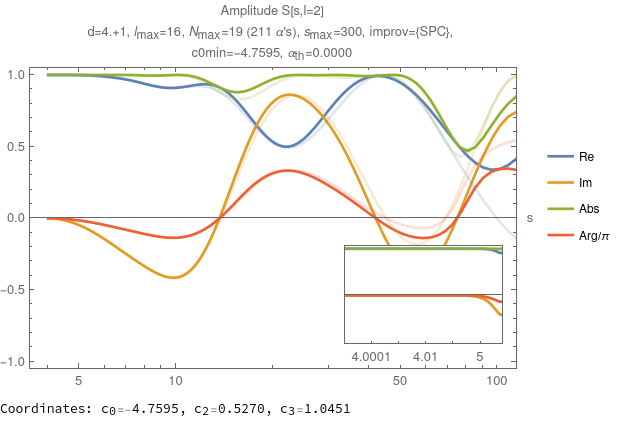 Amplitude S[s,l=2]
d=4.+1, lmax=16, Nmax=19 (211 α's), smax=300, improv={SPC},
c0min=-4.7595, αth=0.0000
1.0
0.5
0.0
-0.5
-1.0
5
10
50
100
s
Re
Im
Abs
Arg/π
4.0001
4.01
5
Coordinates: c0=-4.7595, c2=0.5270, c3=1.0451